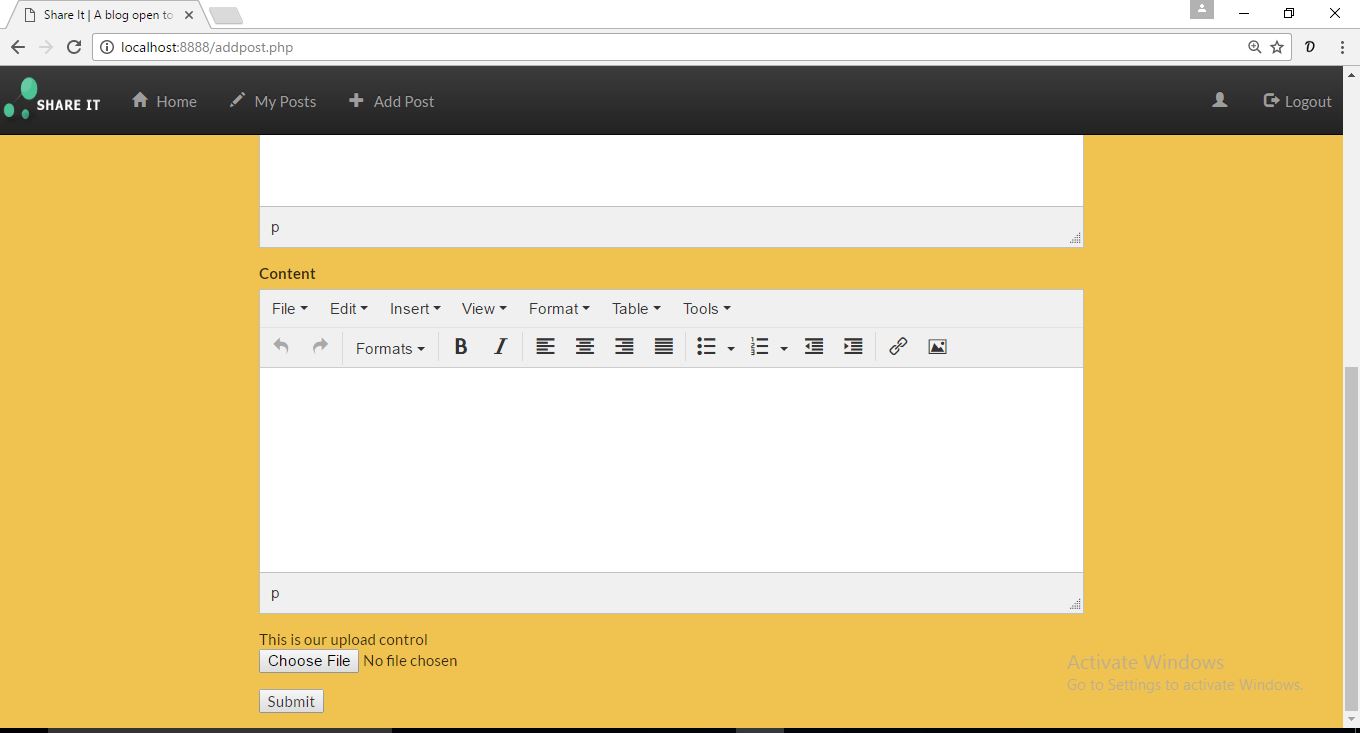 Share It | A blog open to
localhost:8888/addpost.php
SHARE IT Home My Posts Add Post Logout
p
Content
File Edit Insert View Format Table Tools
Formats B I
p
This is our upload control
Choose File No file chosen
Submit
Activate Windows
Go to Settings to activate Windows.